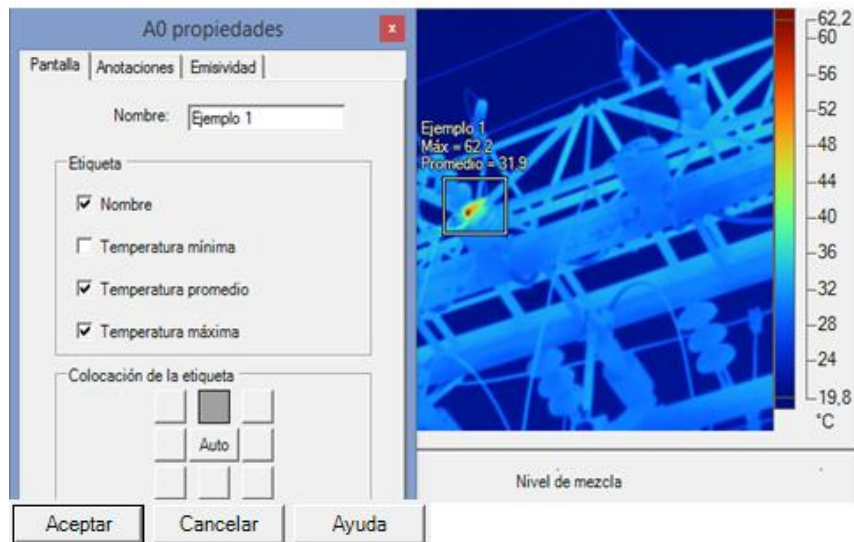 A0 propiedades
x
Pantalla Anotaciones Emisividad
Nombre: Ejemplo 1
Etiqueta
Nombre
Temperatura mínima
Temperatura promedio
Temperatura máxima
Colocación de la etiqueta
Auto
Aceptar Cancelar Ayuda
Ejemplo 1
Máx = 62,2
Promedio = 31,9
62,2
60
56
52
48
44
40
36
32
28
24
19,8
°C
Nivel de mezcla